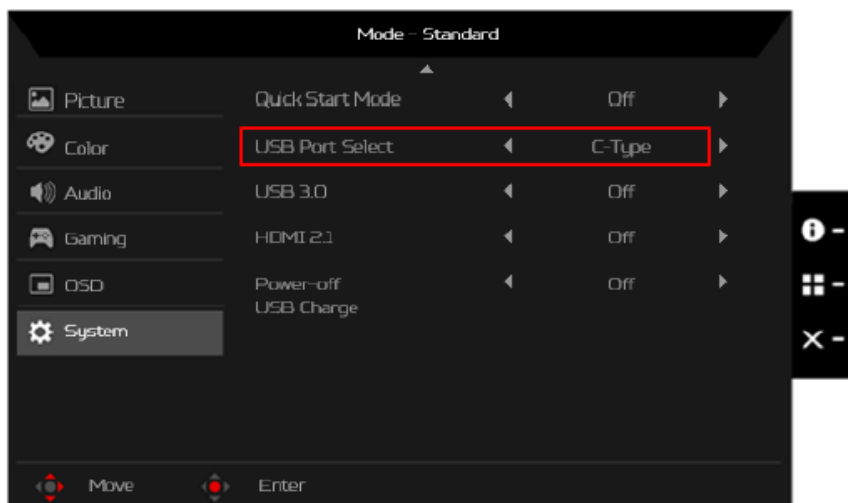 Mode - Standard
Picture
Color
Audio
Gaming
OSD
System
Quick Start Mode Off
USB Port Select C-Type
USB 3.0 Off
HDMI 2.1 Off
Power-off Off
USB Charge
Move Enter